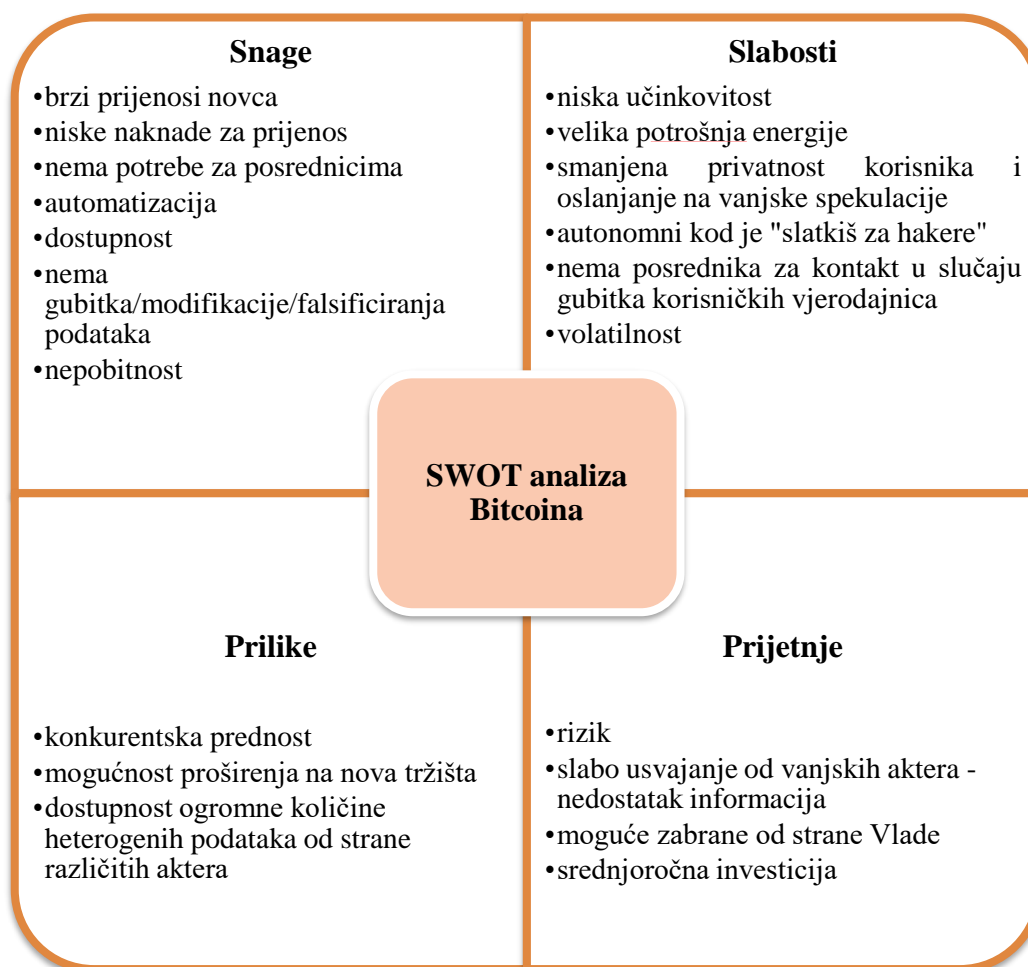 Snage
•brzi prijenosi novca
•niske naknade za prijenos
•nema potrebe za posrednicima
•automatizacija
•dostupnost
•nema
gubitka/modifikacije/falsificiranja
podataka
•nepobitnost
Slabosti
•niska učinkovitost
•velika potrošnja energije
•smanjena privatnost korisnika i
oslanjanje na vanjske spekulacije
•autonomni kod je "slatkiš za hakere"
•nema posrednika za kontakt u slučaju
gubitka korisničkih vjerodajnica
•volatilnost
SWOT analiza
Bitcoina
Prilike
•konkurentska prednost
•mogućnost proširenja na nova tržišta
•dostupnost ogromne količine
heterogenih podataka od strane
različitih aktera
Prijetnje
•rizik
•slabo usvajanje od vanjskih aktera -
nedostatak informacija
•moguće zabrane od strane Vlade
•srednjoročna investicija